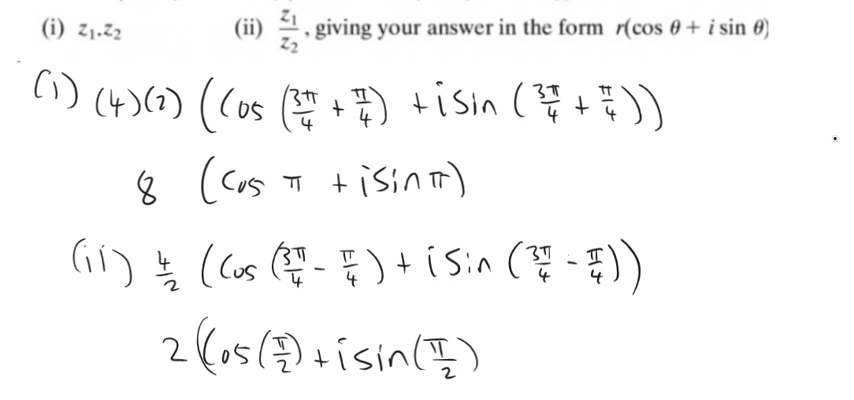 (i) z₁.z₂ (ii) z₁/z₂, giving your answer in the form r(cos θ + i sin θ)
(i) (4)(2) (Cos (3π/4 + π/4) + i Sin (3π/4 + π/4))
8 (Cos π + i Sin π)
(ii) 4/2 (Cos (3π/4 - π/4) + i Sin (3π/4 - π/4))
2 (Cos(π/2) + i sin(π/2)